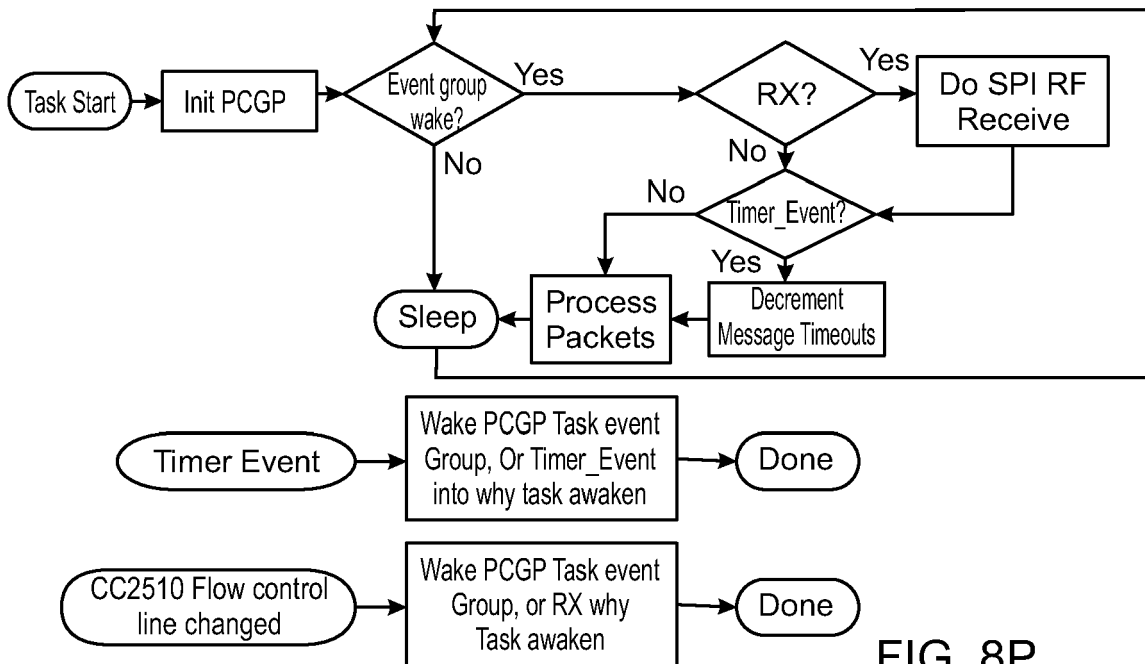 Task Start
Init PCGP
Event group
wake?
Yes
No
RX?
Yes
No
Do SPI RF
Receive
Timer_Event?
No
Yes
Decrement
Message Timeouts
Process
Packets
Sleep
Timer Event
Wake PCGP Task event
Group, Or Timer_Event
into why task awaken
Done
CC2510 Flow control
line changed
Wake PCGP Task event
Group, or RX why
Task awaken
Done
FIG. 8P